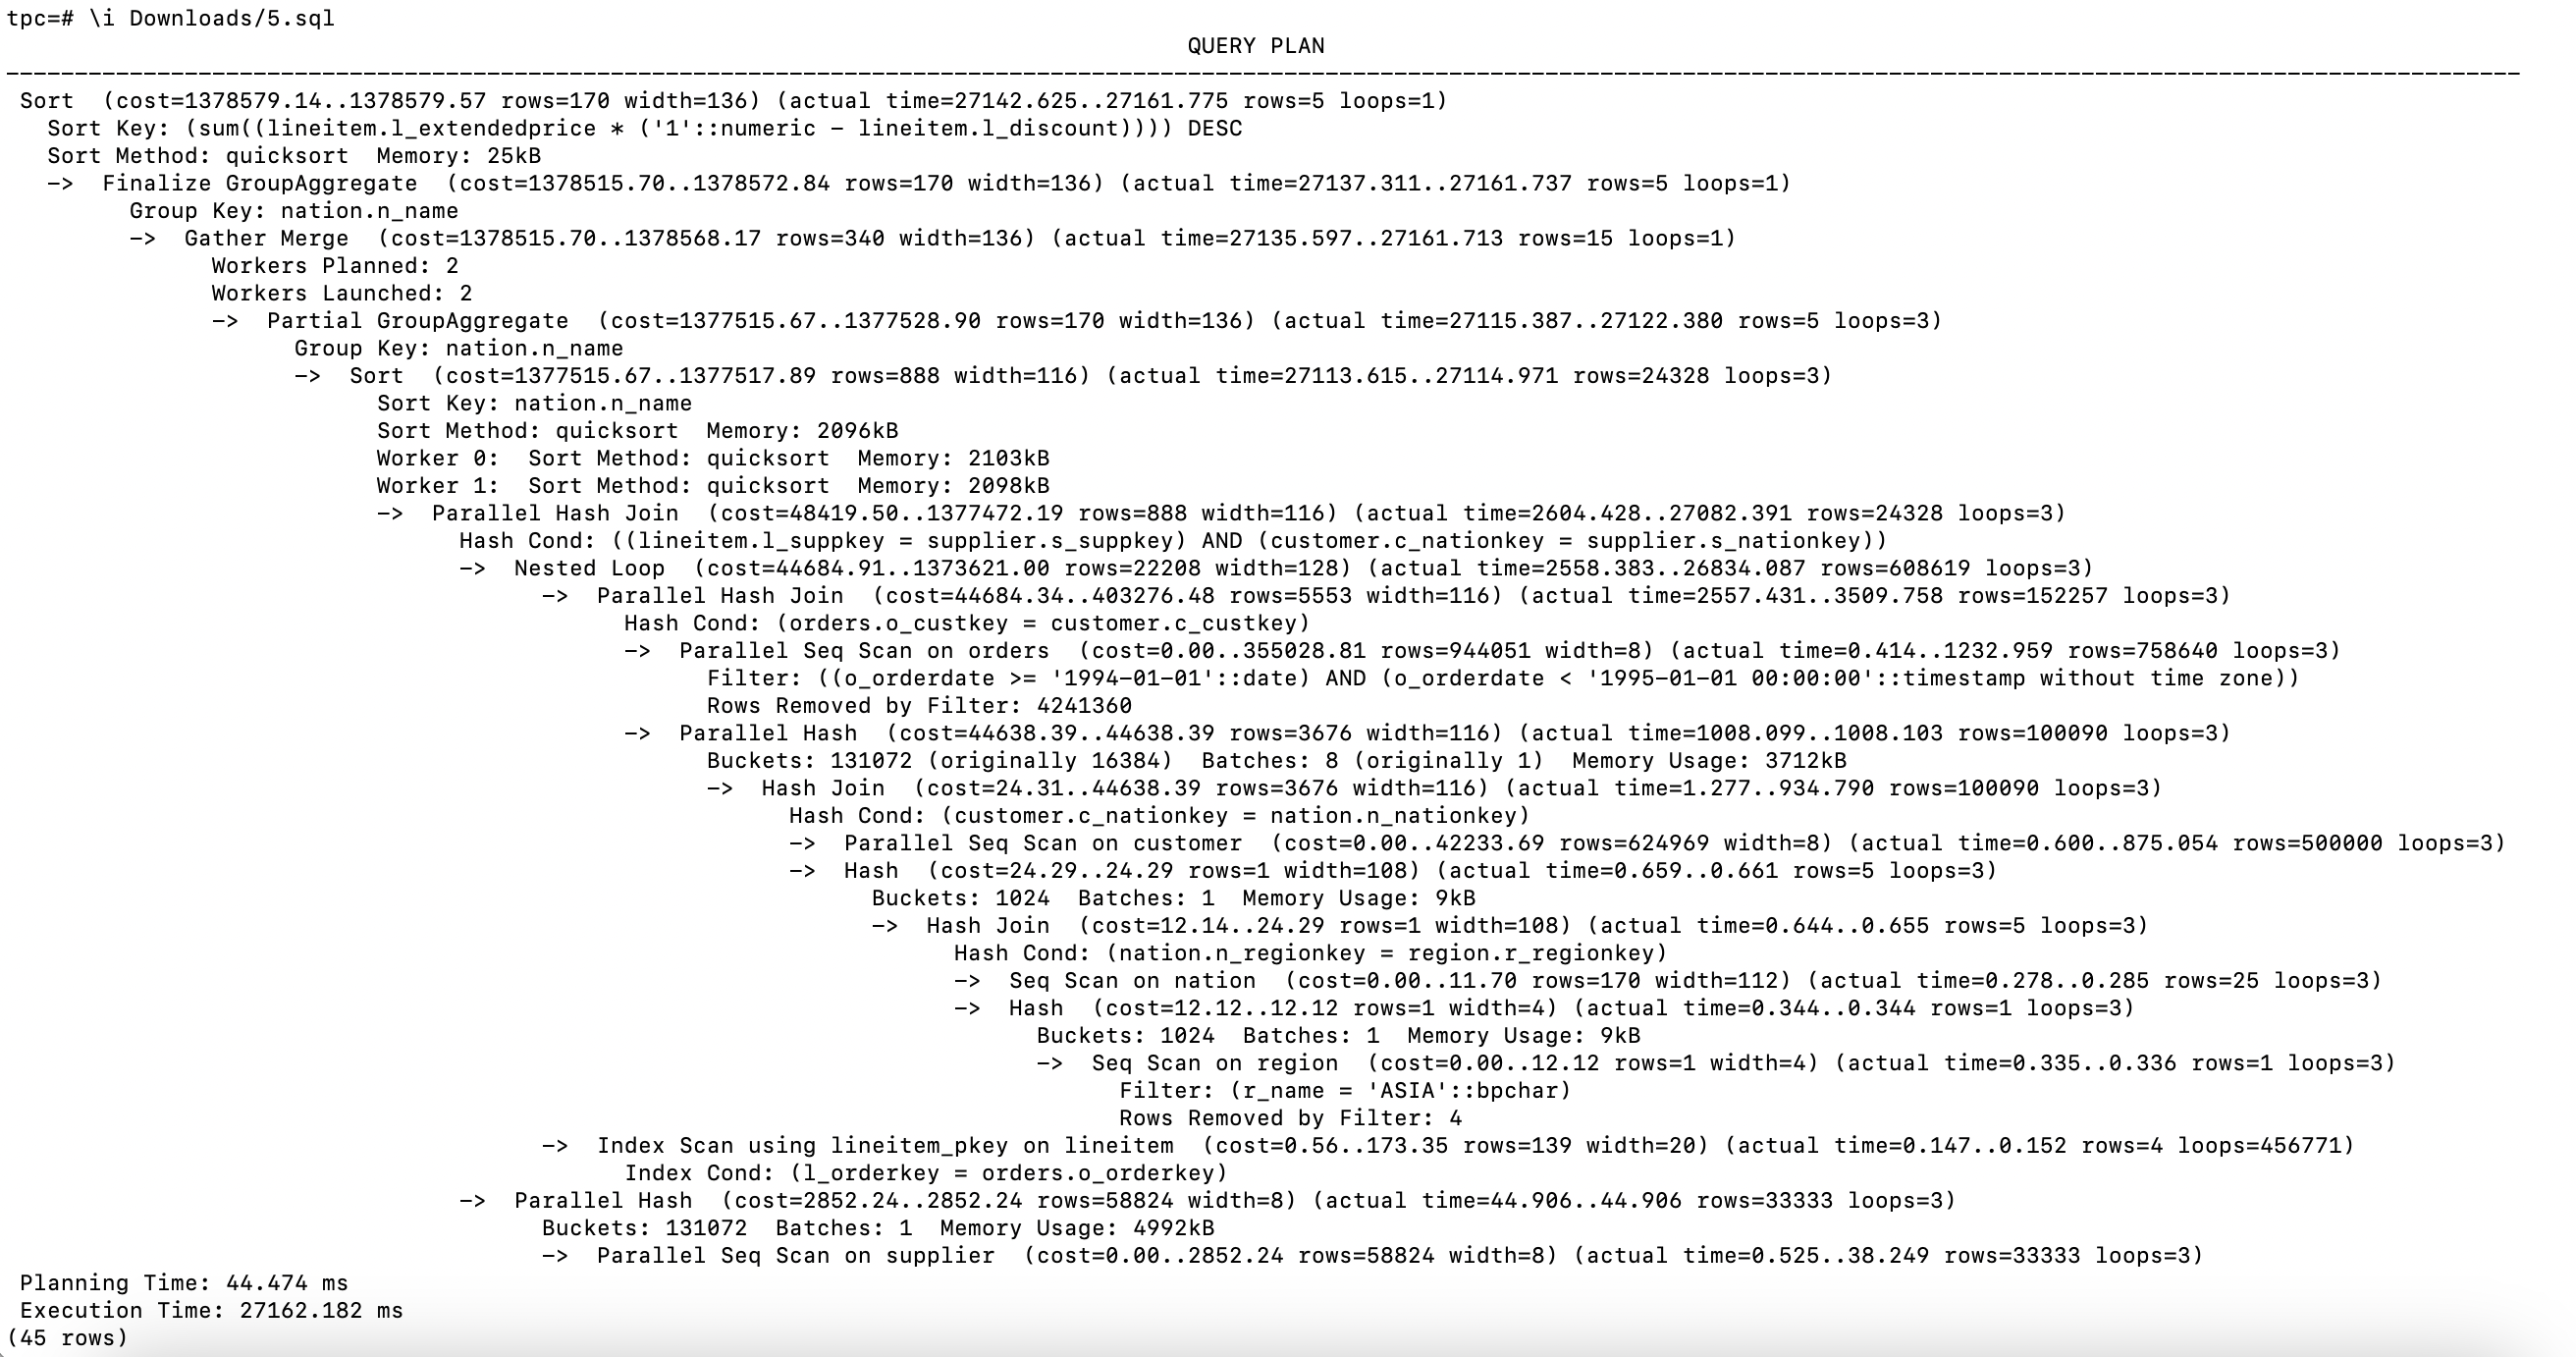 tpc=# \i Downloads/5.sql
QUERY PLAN
------------------------------------------------------------------------------------------------------------------------------------------------------------------------------------------
Sort  (cost=1378579.14..1378579.57 rows=170 width=136) (actual time=27142.625..27161.775 rows=5 loops=1)
Sort Key: (sum((lineitem.l_extendedprice * ('1'::numeric - lineitem.l_discount)))) DESC
Sort Method: quicksort  Memory: 25kB
->  Finalize GroupAggregate  (cost=1378515.70..1378572.84 rows=170 width=136) (actual time=27137.311..27161.737 rows=5 loops=1)
Group Key: nation.n_name
->  Gather Merge  (cost=1378515.70..1378568.17 rows=340 width=136) (actual time=27135.597..27161.713 rows=15 loops=1)
Workers Planned: 2
Workers Launched: 2
->  Partial GroupAggregate  (cost=1377515.67..1377528.90 rows=170 width=136) (actual time=27115.387..27122.380 rows=5 loops=3)
Group Key: nation.n_name
->  Sort  (cost=1377515.67..1377517.89 rows=888 width=116) (actual time=27113.615..27114.971 rows=24328 loops=3)
Sort Key: nation.n_name
Sort Method: quicksort  Memory: 2096kB
Worker 0:  Sort Method: quicksort  Memory: 2103kB
Worker 1:  Sort Method: quicksort  Memory: 2098kB
->  Parallel Hash Join  (cost=48419.50..1377472.19 rows=888 width=116) (actual time=2604.428..27082.391 rows=24328 loops=3)
Hash Cond: ((lineitem.l_suppkey = supplier.s_suppkey) AND (customer.c_nationkey = supplier.s_nationkey))
->  Nested Loop  (cost=44684.91..1373621.00 rows=22208 width=128) (actual time=2558.383..26834.087 rows=608619 loops=3)
->  Parallel Hash Join  (cost=44684.34..403276.48 rows=5553 width=116) (actual time=2557.431..3509.758 rows=152257 loops=3)
Hash Cond: (orders.o_custkey = customer.c_custkey)
->  Parallel Seq Scan on orders  (cost=0.00..355028.81 rows=944051 width=8) (actual time=0.414..1232.959 rows=758640 loops=3)
Filter: ((o_orderdate >= '1994-01-01'::date) AND (o_orderdate < '1995-01-01 00:00:00'::timestamp without time zone))
Rows Removed by Filter: 4241360
->  Parallel Hash  (cost=44638.39..44638.39 rows=3676 width=116) (actual time=1008.099..1008.103 rows=100090 loops=3)
Buckets: 131072 (originally 16384)  Batches: 8 (originally 1)  Memory Usage: 3712kB
->  Hash Join  (cost=24.31..44638.39 rows=3676 width=116) (actual time=1.277..934.790 rows=100090 loops=3)
Hash Cond: (customer.c_nationkey = nation.n_nationkey)
->  Parallel Seq Scan on customer  (cost=0.00..42233.69 rows=624969 width=8) (actual time=0.600..875.054 rows=500000 loops=3)
->  Hash  (cost=24.29..24.29 rows=1 width=108) (actual time=0.659..0.661 rows=5 loops=3)
Buckets: 1024  Batches: 1  Memory Usage: 9kB
->  Hash Join  (cost=12.14..24.29 rows=1 width=108) (actual time=0.644..0.655 rows=5 loops=3)
Hash Cond: (nation.n_regionkey = region.r_regionkey)
->  Seq Scan on nation  (cost=0.00..11.70 rows=170 width=112) (actual time=0.278..0.285 rows=25 loops=3)
->  Hash  (cost=12.12..12.12 rows=1 width=4) (actual time=0.344..0.344 rows=1 loops=3)
Buckets: 1024  Batches: 1  Memory Usage: 9kB
->  Seq Scan on region  (cost=0.00..12.12 rows=1 width=4) (actual time=0.335..0.336 rows=1 loops=3)
Filter: (r_name = 'ASIA'::bpchar)
Rows Removed by Filter: 4
->  Index Scan using lineitem_pkey on lineitem  (cost=0.56..173.35 rows=139 width=20) (actual time=0.147..0.152 rows=4 loops=456771)
Index Cond: (l_orderkey = orders.o_orderkey)
->  Parallel Hash  (cost=2852.24..2852.24 rows=58824 width=8) (actual time=44.906..44.906 rows=33333 loops=3)
Buckets: 131072  Batches: 1  Memory Usage: 4992kB
->  Parallel Seq Scan on supplier  (cost=0.00..2852.24 rows=58824 width=8) (actual time=0.525..38.249 rows=33333 loops=3)
Planning Time: 44.474 ms
Execution Time: 27162.182 ms
(45 rows)